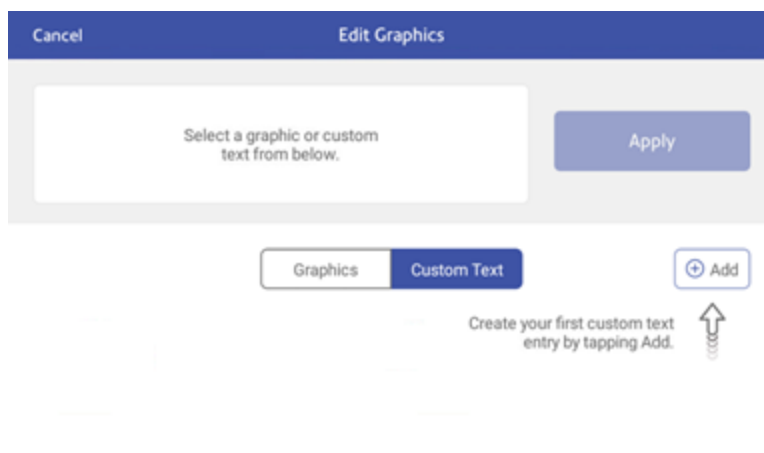 Cancel
Edit Graphics
Select a graphic or custom
text from below.
Apply
Graphics
Custom Text
Add
Create your first custom text
entry by tapping Add.